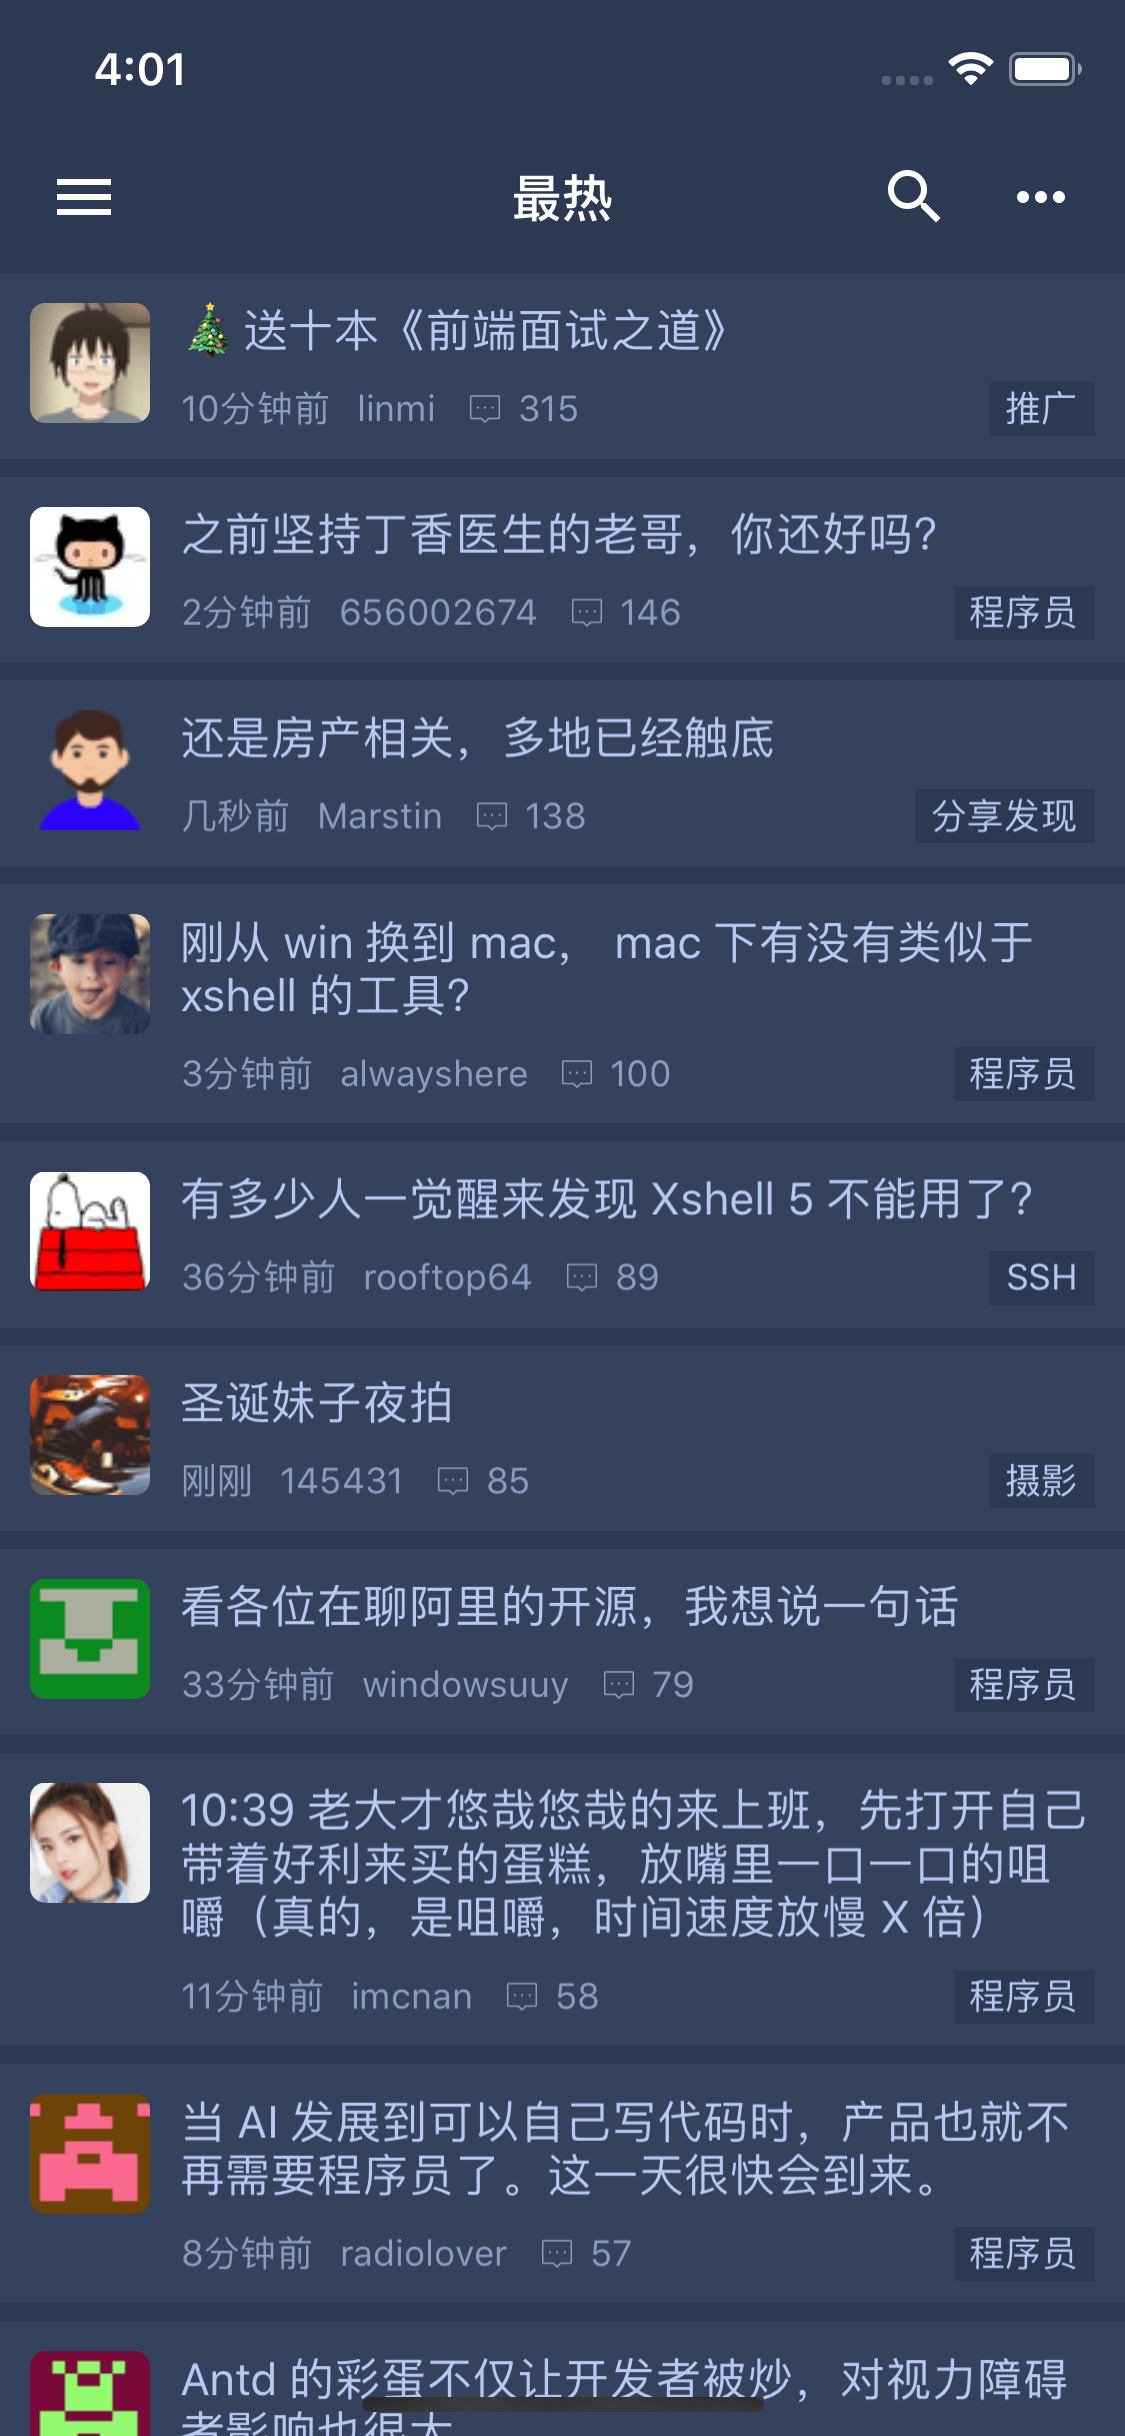 4:01
最热
🎄 送十本《前端面试之道》
10分钟前 linmi 315
推广
之前坚持丁香医生的老哥，你还好吗?
2分钟前 656002674 146
程序员
还是房产相关，多地已经触底
几秒前 Marstin 138
分享发现
刚从 win 换到 mac， mac 下有没有类似于
xshell 的工具?
3分钟前 alwayshere 100
程序员
有多少人一觉醒来发现 Xshell 5 不能用了?
36分钟前 rooftop64 89
SSH
圣诞妹子夜拍
刚刚 145431 85
摄影
看各位在聊阿里的开源，我想说一句话
33分钟前 windowsuuy 79
程序员
10:39 老大才悠哉悠哉的来上班，先打开自己
带着好利来买的蛋糕，放嘴里一口一口的咀
嚼（真的，是咀嚼，时间速度放慢 X 倍）
11分钟前 imcnan 58
程序员
当 AI 发展到可以自己写代码时，产品也就不
再需要程序员了。这一天很快会到来。
8分钟前 radiolover 57
程序员
Antd 的彩蛋不仅让开发者被炒，对视力障碍
者影响也很大